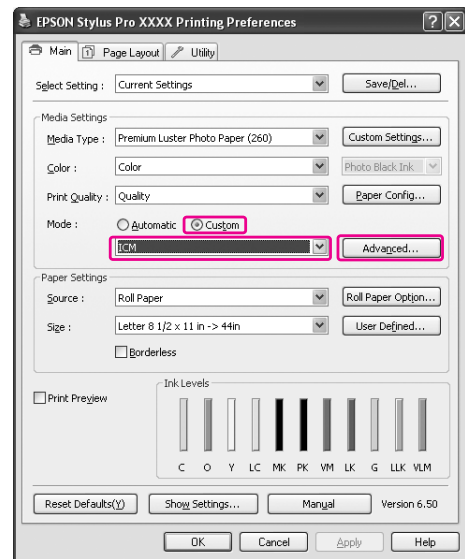 EPSON Stylus Pro XXXX Printing Preferences
Main Page Layout Utility
Select Setting : Current Settings Save/Del...
Media Settings
Media Type : Premium Luster Photo Paper (260) Custom Settings...
Color : Color Photo Black Ink
Print Quality : Quality Paper Config...
Mode : Automatic Custom
ICM Advanced...
Paper Settings
Source : Roll Paper Roll Paper Option...
Size : Letter 8 1/2 x 11 in -> 44in User Defined...
Borderless
Print Preview Ink Levels
C O Y LC MK PK VM LK G LLK VLM
Reset Defaults(Y) Show Settings... Manual Version 6.50
OK Cancel Apply Help